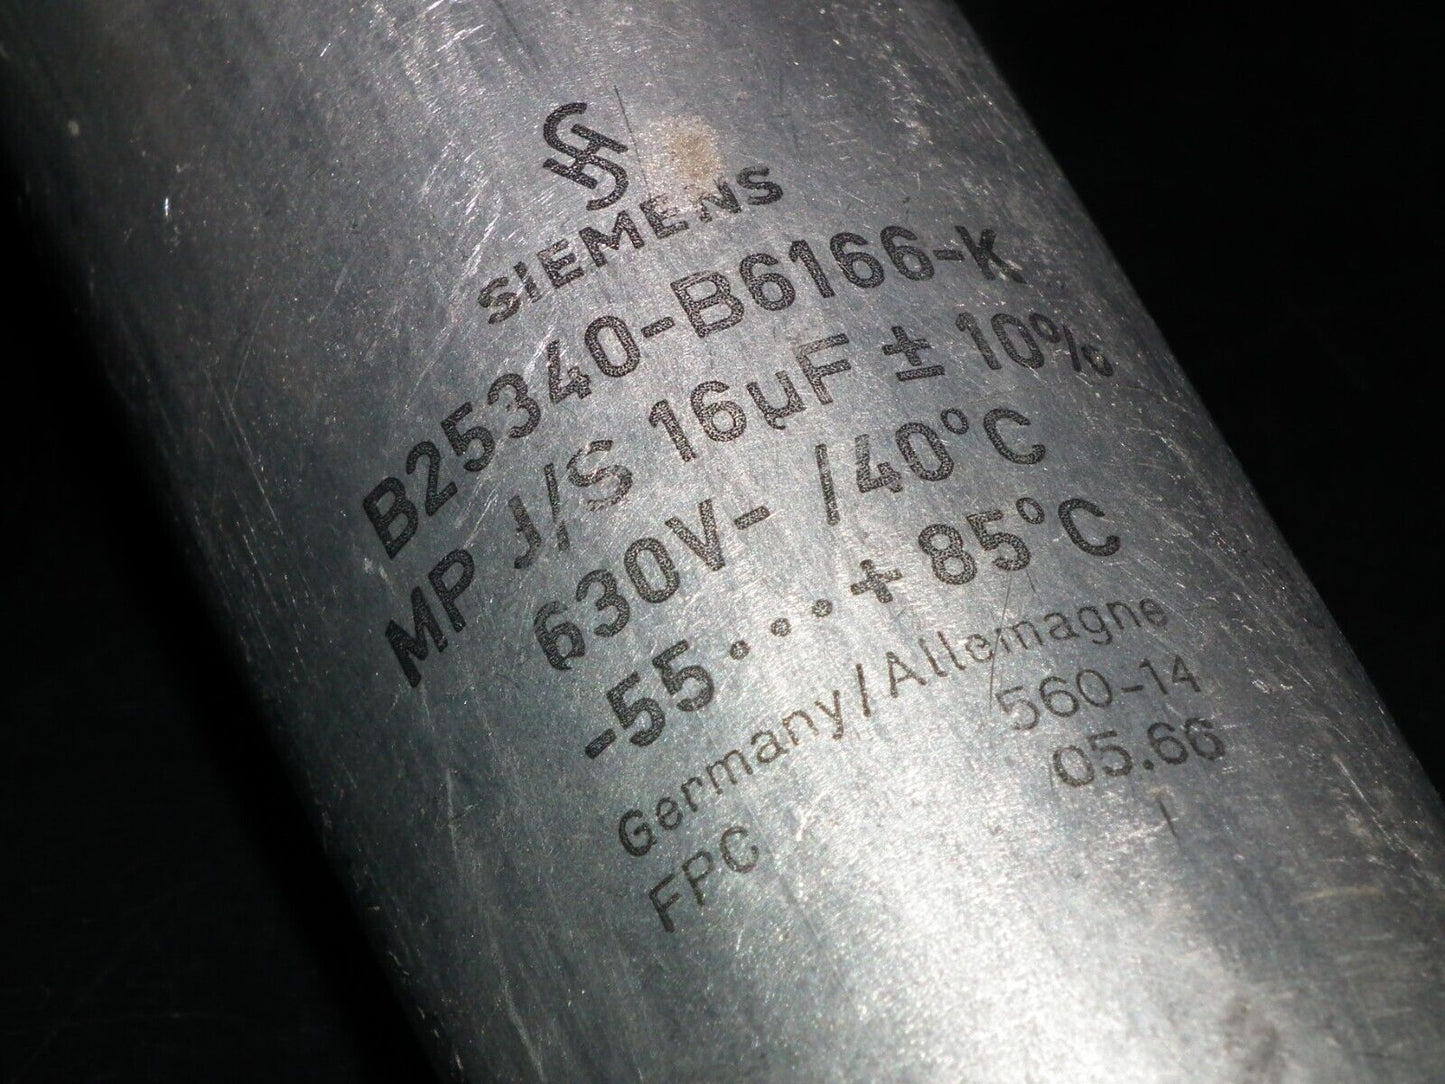 SIEMENS
B25340-B6166-K
MP J/S 16µF ± 10%
630V- /40°C
-55....+85°C
Germany/Allemagne
560-14
FPC 05.66